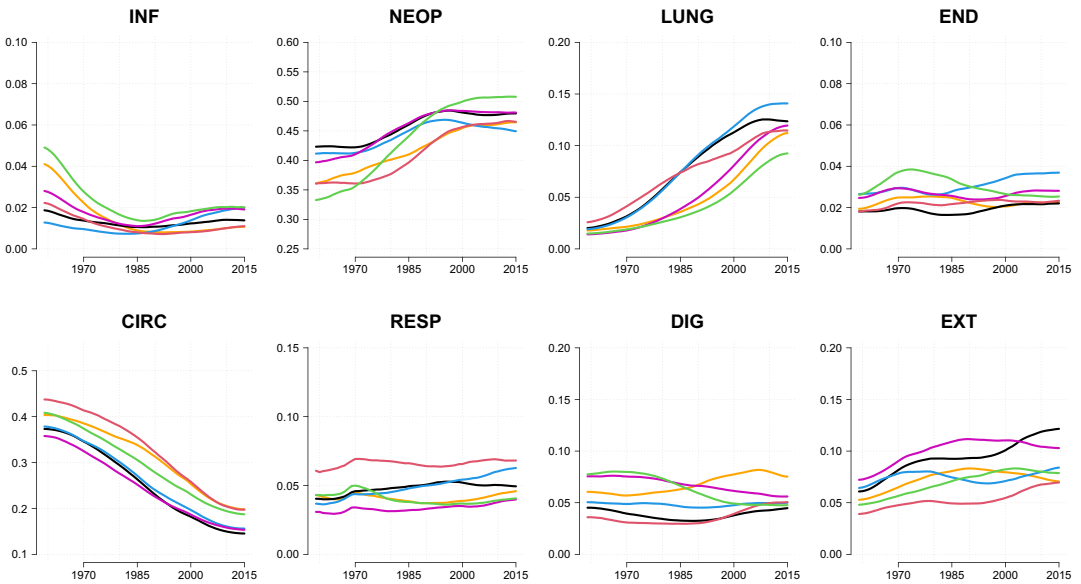 INF NEOP LUNG END
0.10 0.60 0.20 0.10
0.55
0.08 0.50 0.15 0.08
0.06 0.45 0.06
0.40 0.10
0.04 0.04
0.35
0.02 0.30 0.05 0.02
0.00 0.25 0.00 0.00
1970 1985 2000 2015 1970 1985 2000 2015 1970 1985 2000 2015 1970 1985 2000 2015
CIRC RESP DIG EXT
0.15 0.20 0.20
0.5
0.4 0.10 0.15 0.15
0.3 0.10 0.10
0.05
0.2 0.05 0.05
0.1 0.00 0.00 0.00
1970 1985 2000 2015 1970 1985 2000 2015 1970 1985 2000 2015 1970 1985 2000 2015